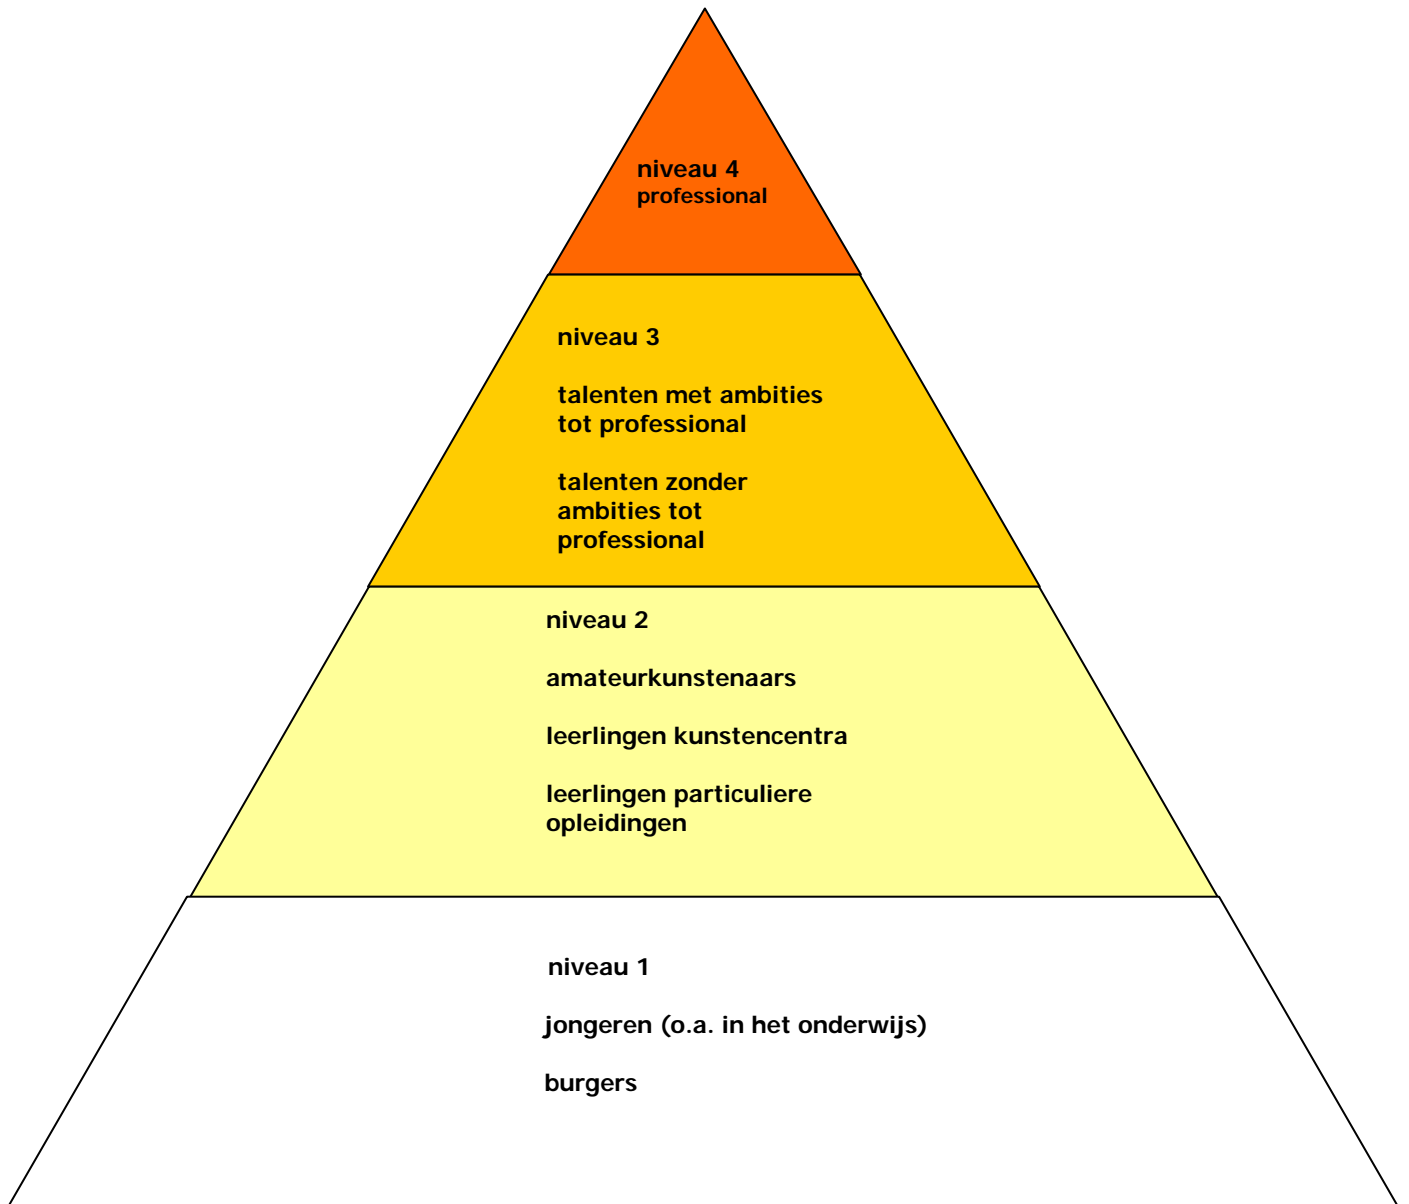 niveau 4
professional
niveau 3
talenten met ambities
tot professional
talenten zonder
ambities tot
professional
niveau 2
amateurkunstenaars
leerlingen kunstencentra
leerlingen particuliere
opleidingen
niveau 1
jongeren (o.a. in het onderwijs)
burgers